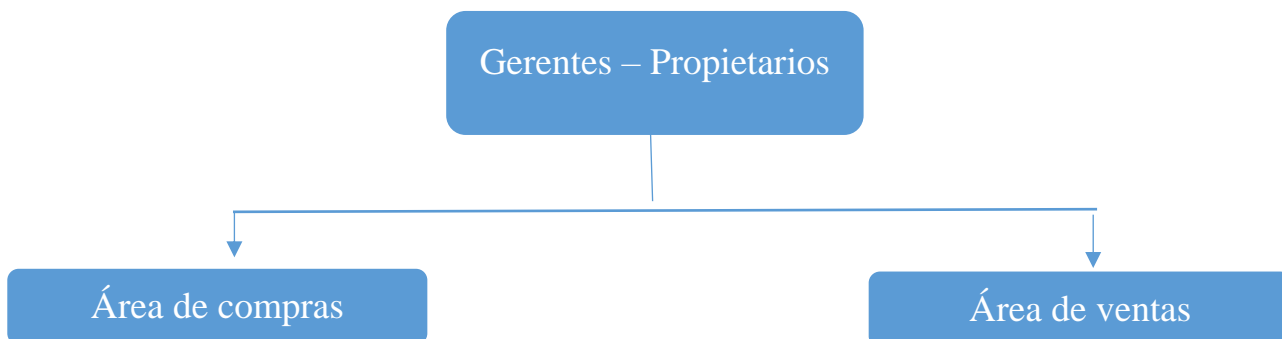 Gerentes – Propietarios
Área de compras
Área de ventas